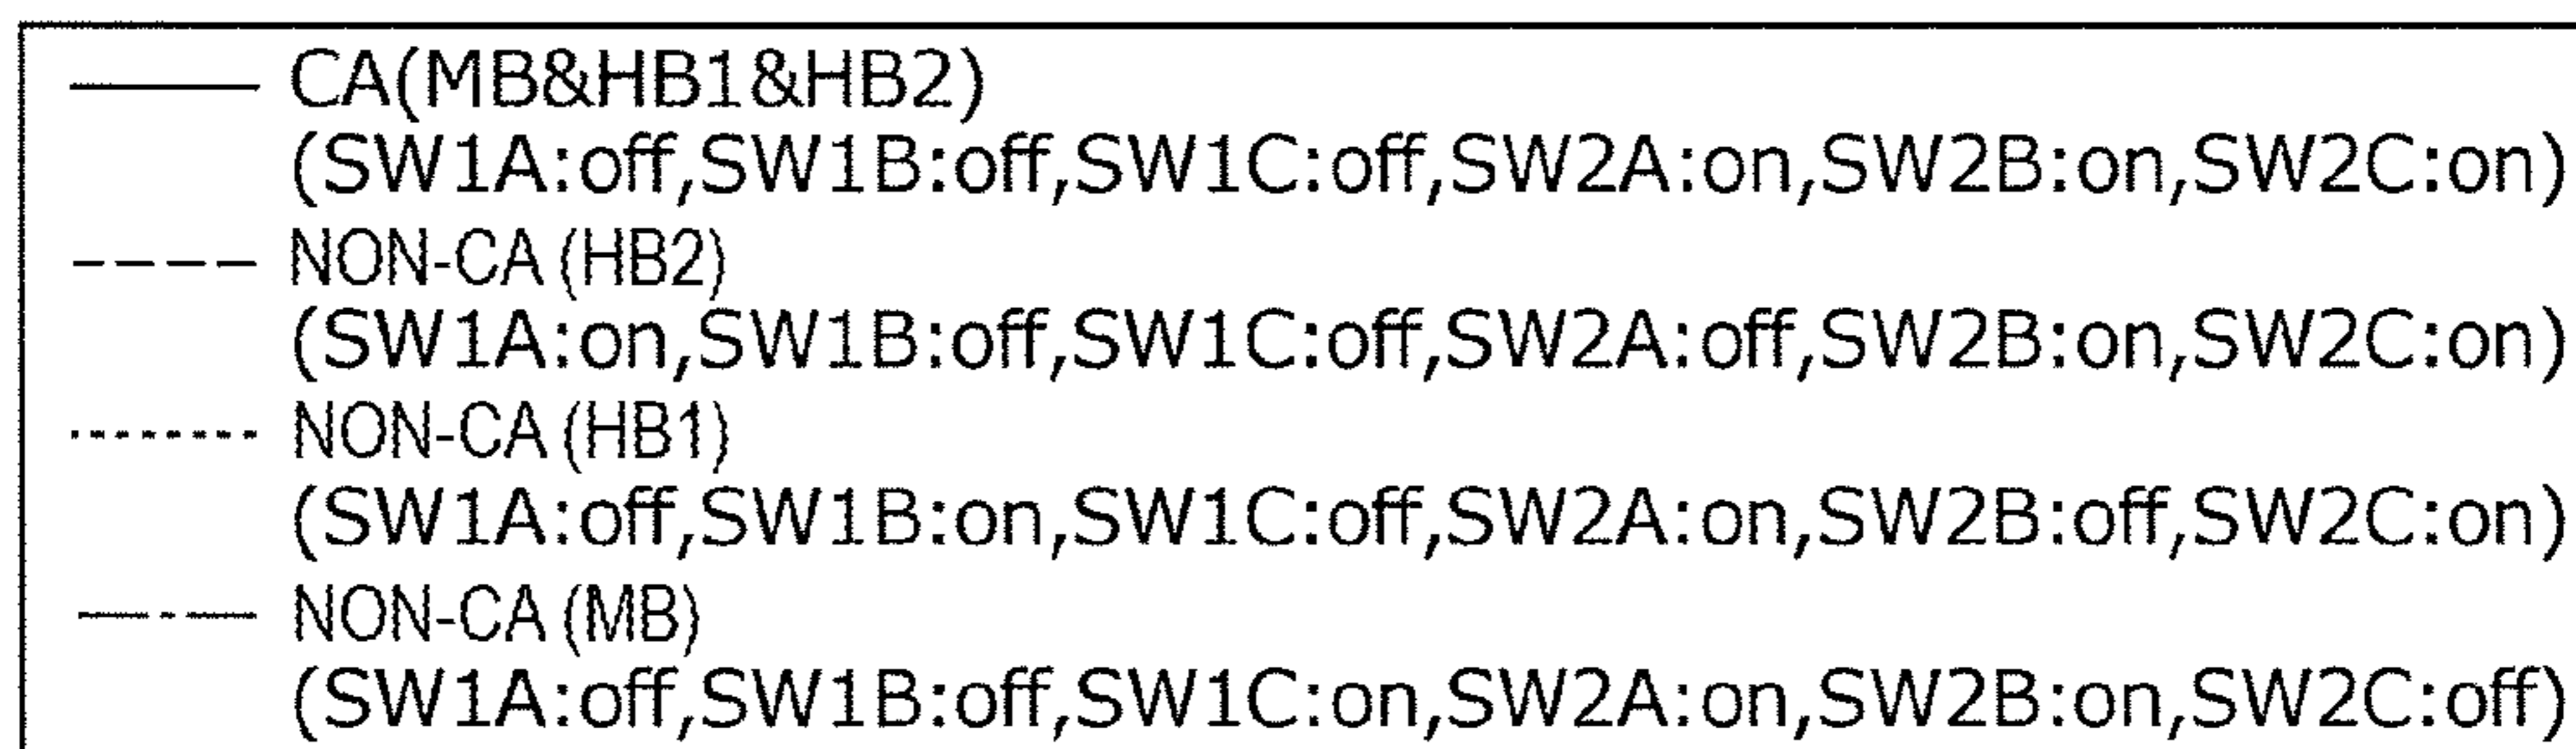 CA(MB&HB1&HB2)
(SW1A:off,SW1B:off,SW1C:off,SW2A:on,SW2B:on,SW2C:on)
NON-CA (HB2)
(SW1A:on,SW1B:off,SW1C:off,SW2A:off,SW2B:on,SW2C:on)
NON-CA (HB1)
(SW1A:off,SW1B:on,SW1C:off,SW2A:on,SW2B:off,SW2C:on)
NON-CA (MB)
(SW1A:off,SW1B:off,SW1C:on,SW2A:on,SW2B:on,SW2C:off)